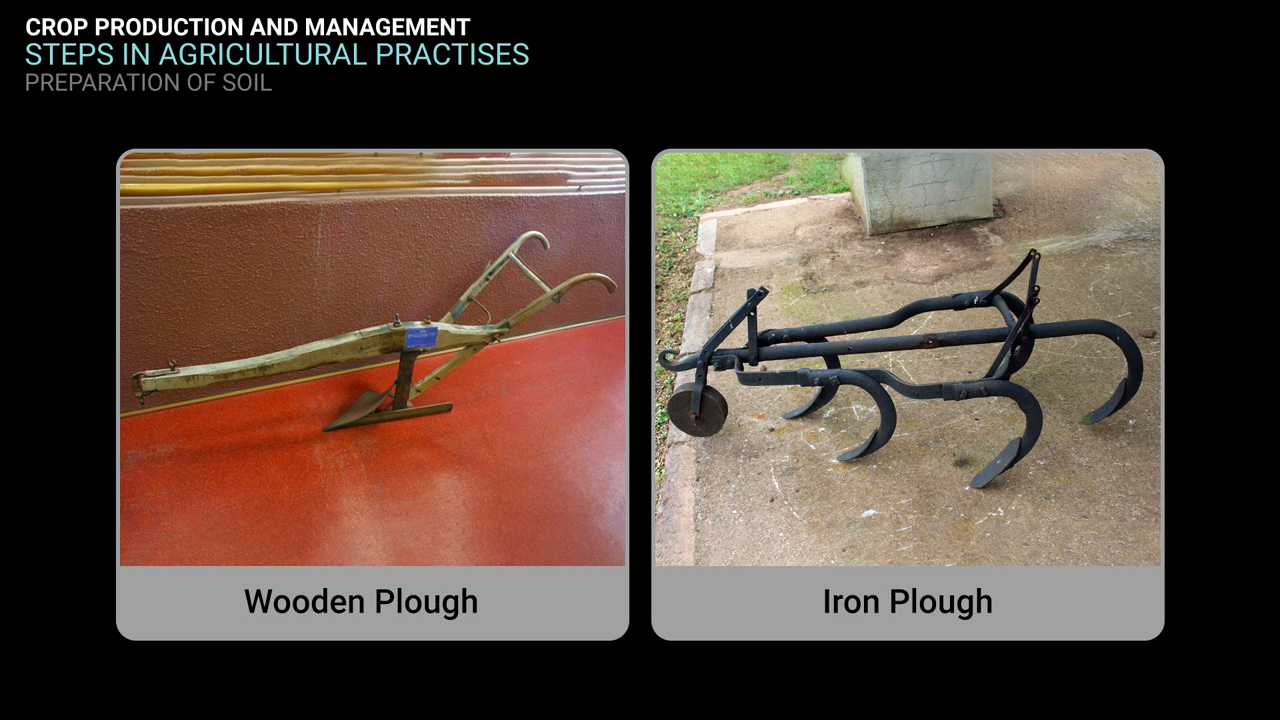 CROP PRODUCTION AND MANAGEMENT
STEPS IN AGRICULTURAL PRACTISES
PREPARATION OF SOIL
Wooden Plough
Iron Plough